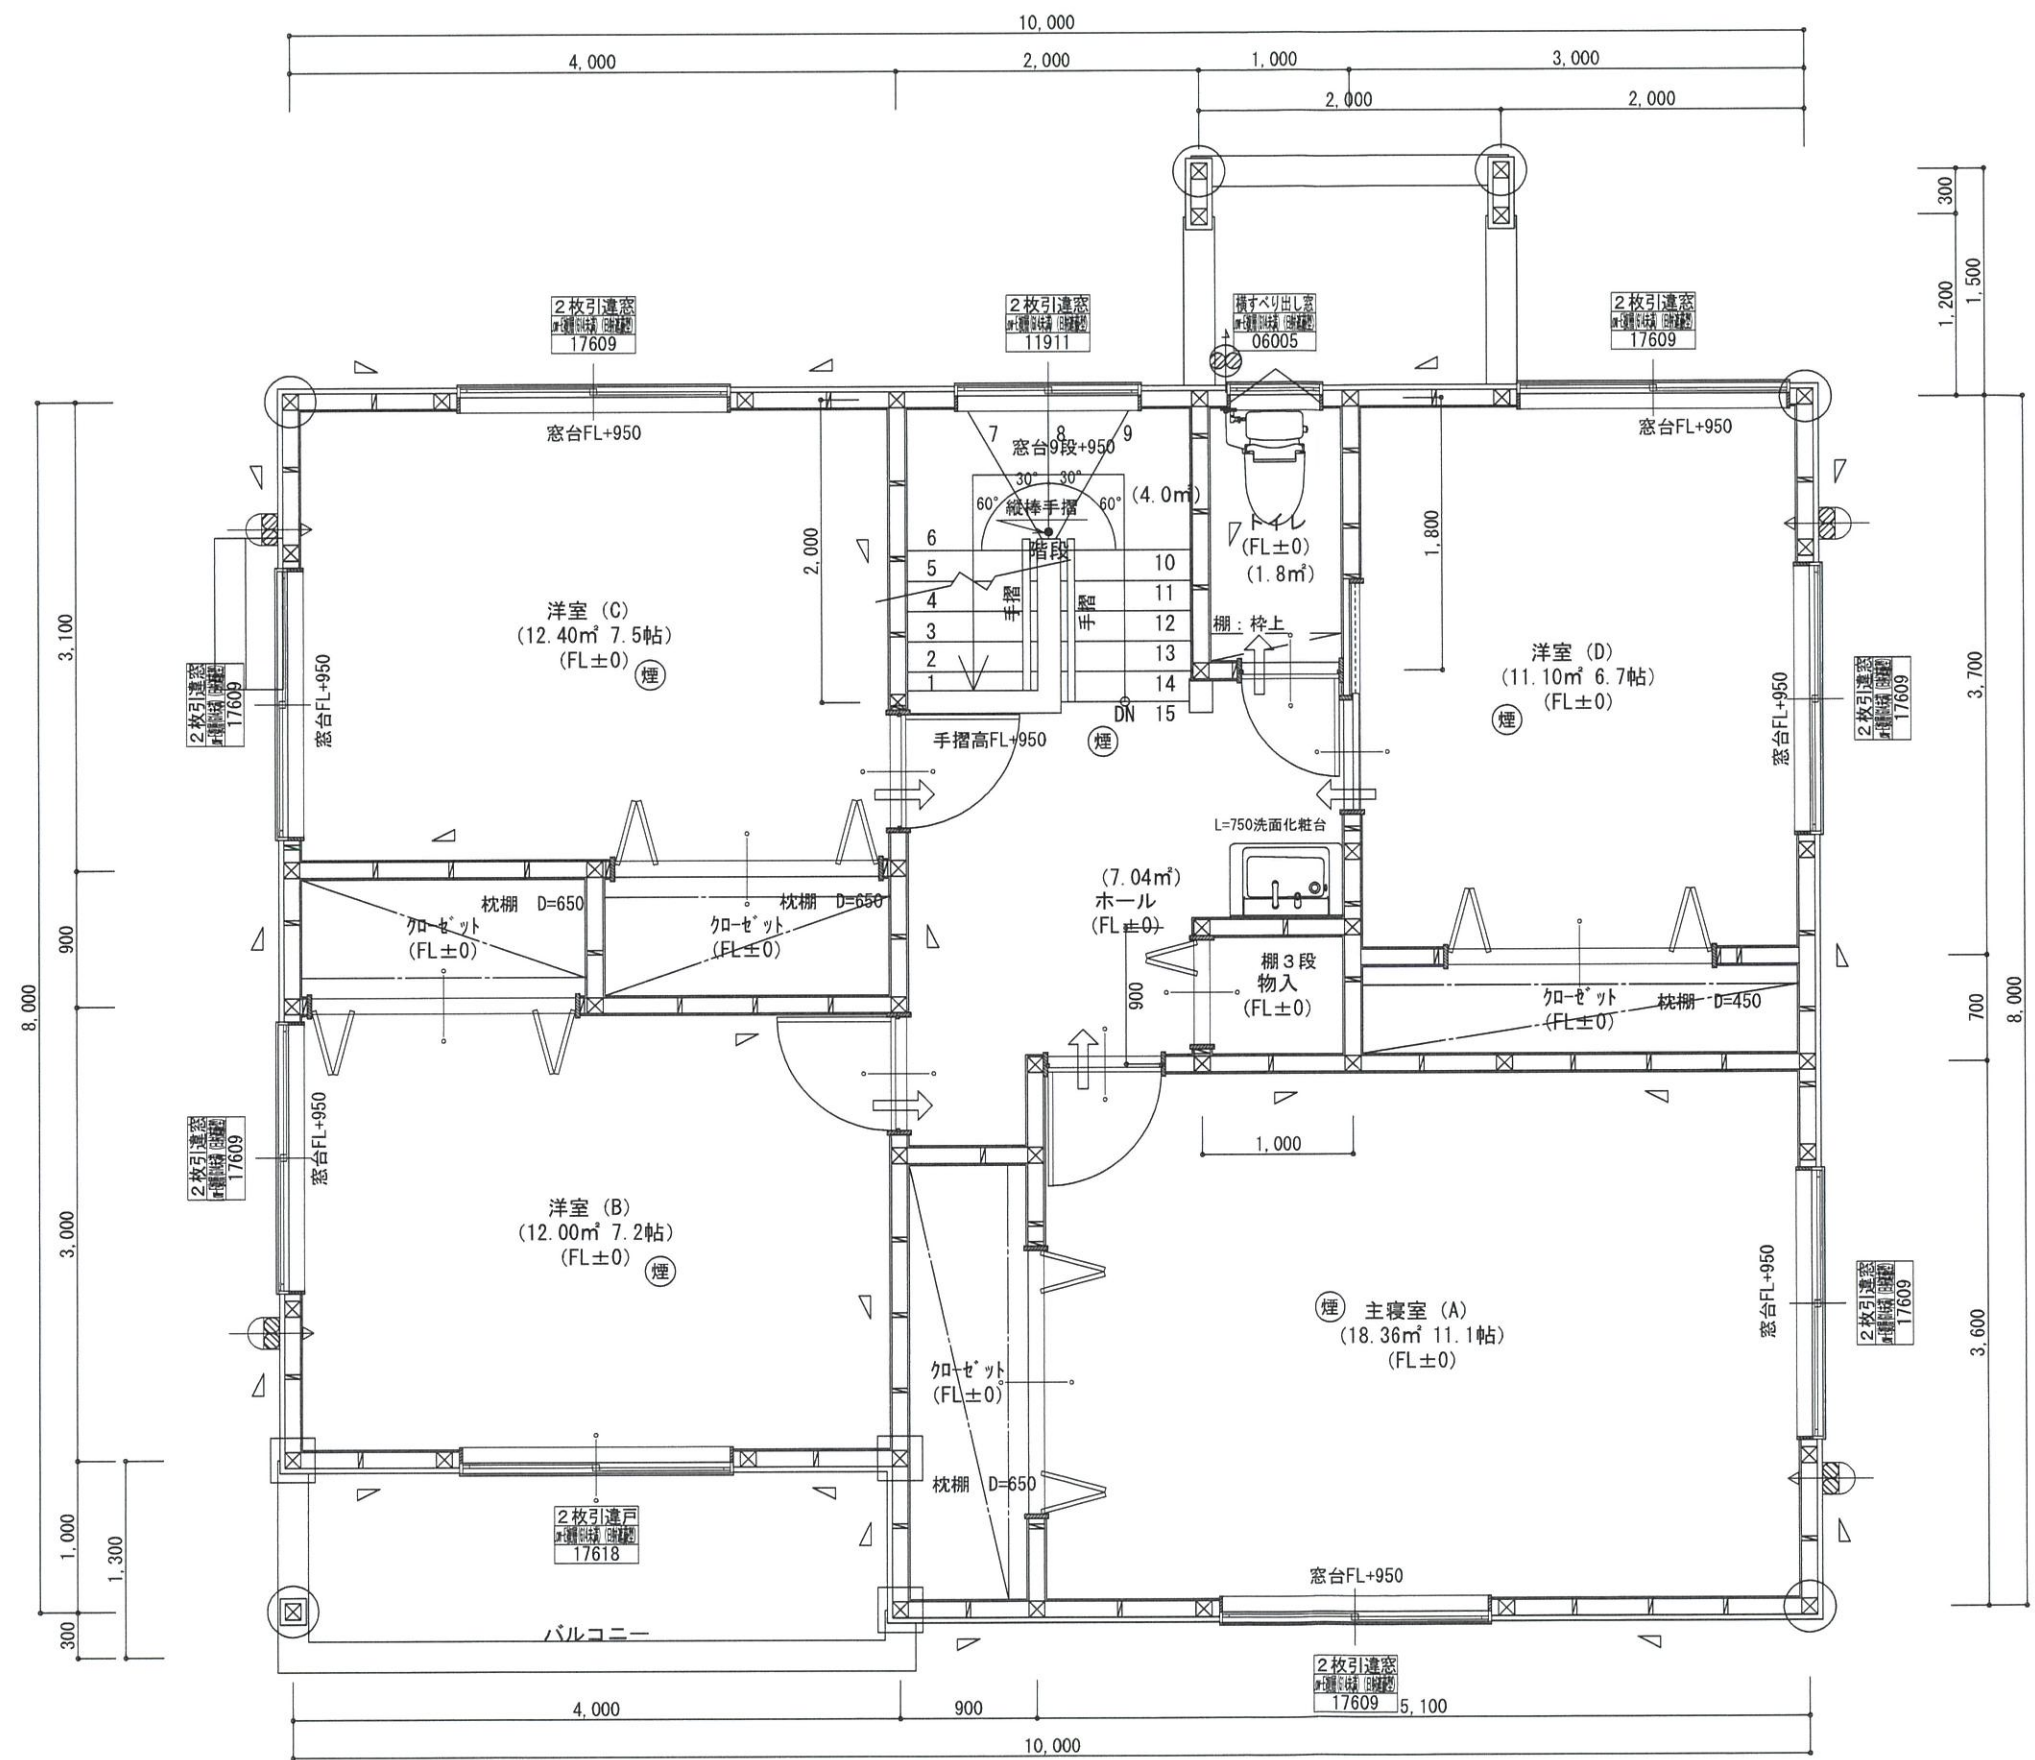 10,000
4,000
2,000
1,000
3,000
2,000
2,000
300
1,200
1,500
2枚引違窓
17609
2枚引違窓
11911
横すべり出し窓
06005
2枚引違窓
17609
窓台FL+950
7
8
9
窓台9段+950
30°
30°
60°
60°
縦棒手摺
(4.0㎡)
階段
手摺
手摺
6
5
4
3
2
1
10
11
12
13
14
15
DN
手摺高FL+950
煙
2,000
トイレ
(FL±0)
(1.8㎡)
棚：枠上
1,800
窓台FL+950
洋室 (C)
(12.40㎡ 7.5帖)
(FL±0)
煙
洋室 (D)
(11.10㎡ 6.7帖)
(FL±0)
煙
3,100
900
8,000
3,000
1,000
1,300
300
2枚引違窓
17609
窓台FL+950
窓台FL+950
2枚引違窓
17609
3,700
700
8,000
3,600
L=750洗面化粧台
(7.04㎡)
ホール
(FL±0)
枕棚 D=650
クローゼット
(FL±0)
枕棚 D=650
クローゼット
(FL±0)
棚3段
物入
(FL±0)
900
クローゼット
(FL±0)
枕棚 D=450
1,000
2枚引違窓
17609
窓台FL+950
洋室 (B)
(12.00㎡ 7.2帖)
(FL±0)
煙
煙
主寝室 (A)
(18.36㎡ 11.1帖)
(FL±0)
窓台FL+950
2枚引違窓
17609
クローゼット
(FL±0)
枕棚 D=650
2枚引違戸
17618
バルコニー
窓台FL+950
2枚引違窓
17609
4,000
900
5,100
10,000